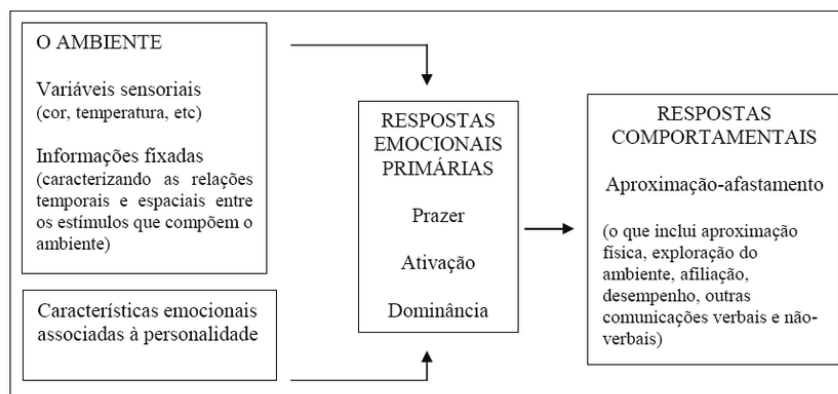 O AMBIENTE
Variáveis sensoriais
(cor, temperatura, etc)
Informações fixadas
(caracterizando as relações
temporais e espaciais entre
os estímulos que compõem o
ambiente)
Características emocionais
associadas à personalidade
RESPOSTAS
EMOCIONAIS
PRIMÁRIAS
Prazer
Ativação
Dominância
RESPOSTAS
COMPORTAMENTAIS
Aproximação-afastamento
(o que inclui aproximação
física, exploração do
ambiente, afiliação,
desempenho, outras
comunicações verbais e não-
verbais)